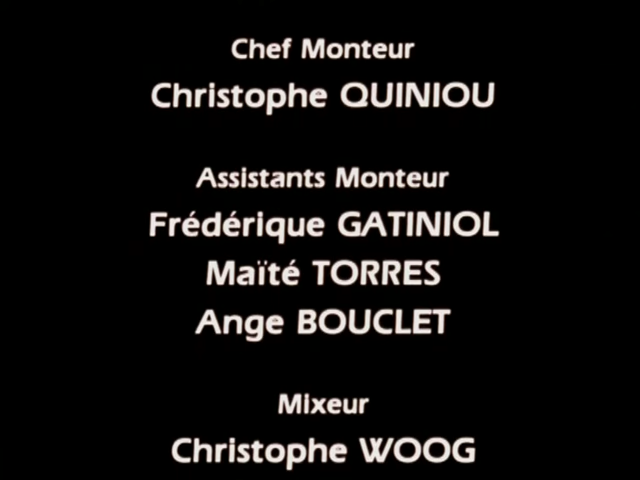 Chef Monteur
Christophe QUINIOU
Assistants Monteur
Frédérique GATINIOL
Maïté TORRES
Ange BOUCLET
Mixeur
Christophe WOOG